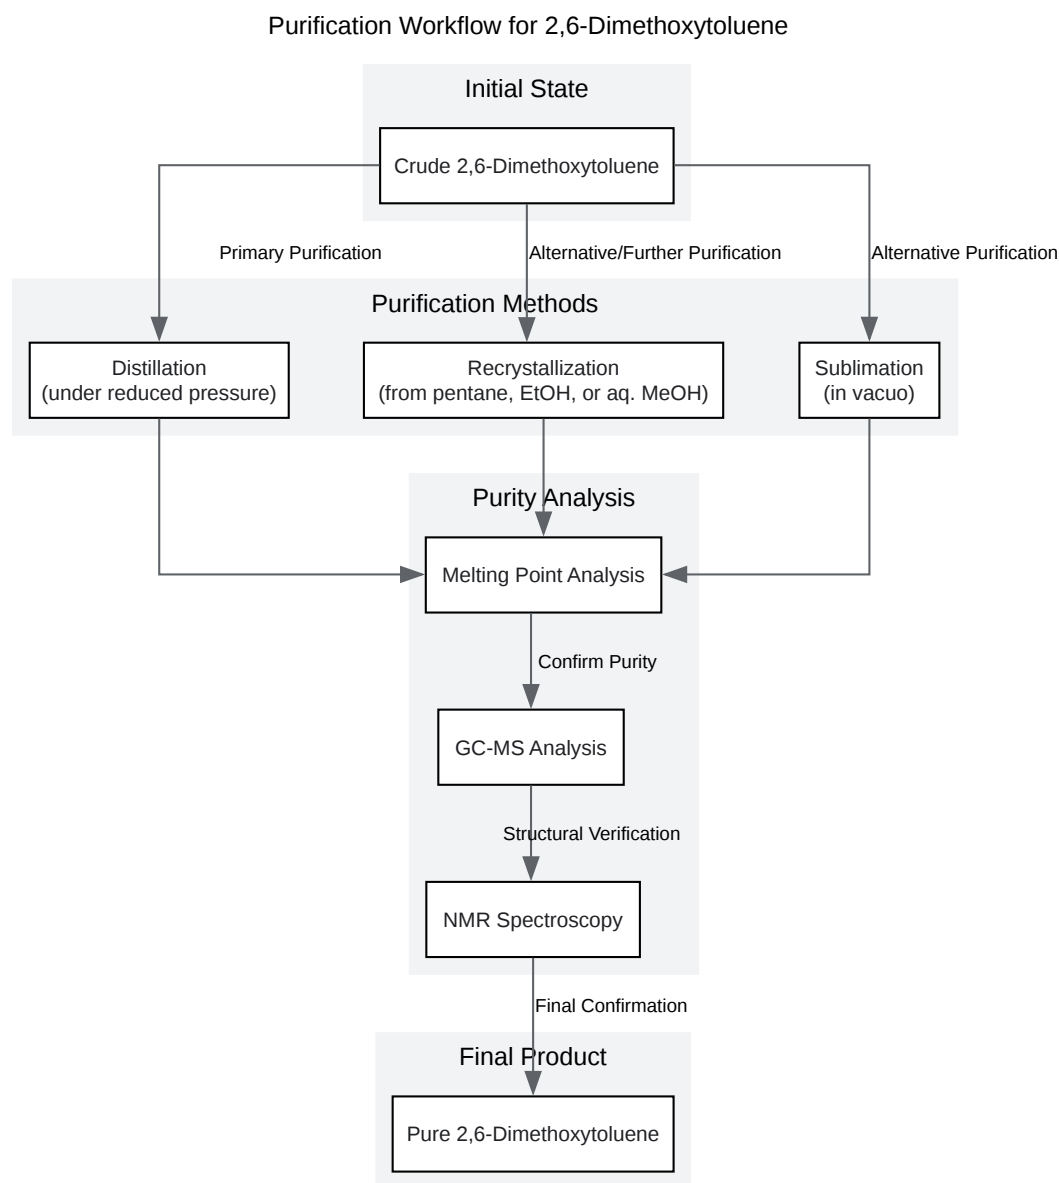 Purification Workflow for 2,6-Dimethoxytoluene
Initial State
Crude 2,6-Dimethoxytoluene
Primary Purification
Alternative/Further Purification
Alternative Purification
Purification Methods
Distillation
(under reduced pressure)
Recrystallization
(from pentane, EtOH, or aq. MeOH)
Sublimation
(in vacuo)
Purity Analysis
Melting Point Analysis
Confirm Purity
GC-MS Analysis
Structural Verification
NMR Spectroscopy
Final Confirmation
Final Product
Pure 2,6-Dimethoxytoluene